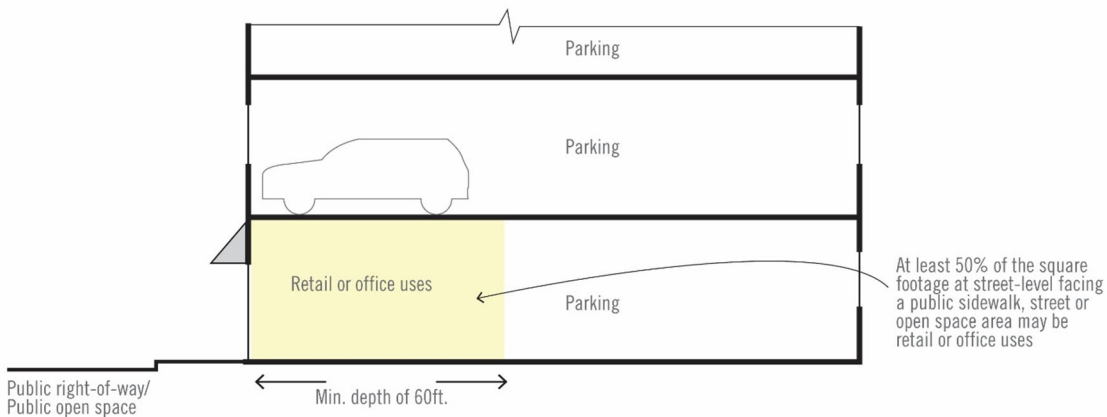 Parking
Parking
Retail or office uses
Parking
At least 50% of the square
footage at street-level facing
a public sidewalk, street or
open space area may be
retail or office uses
Min. depth of 60ft.
Public right-of-way/
Public open space